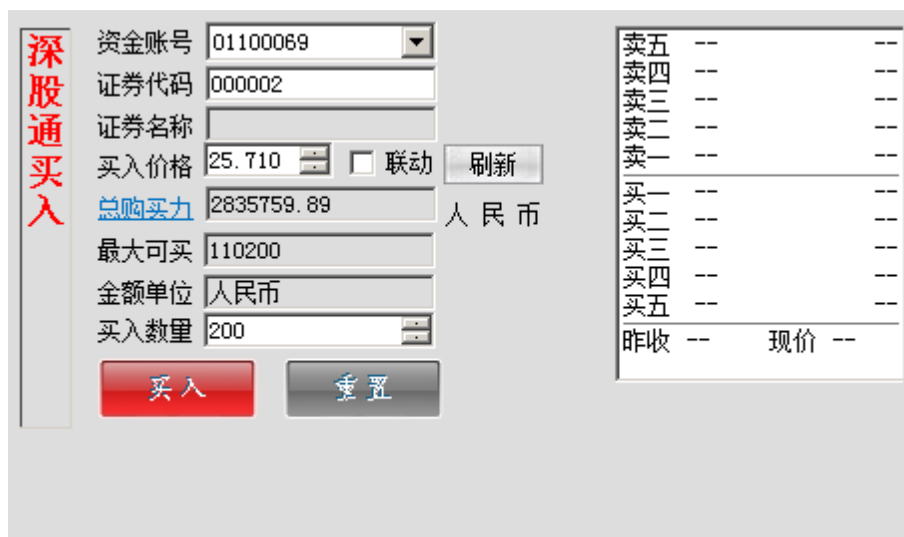 深股通买入
资金账号 01100069
证券代码 000002
证券名称
买入价格 25.710 联动 刷新
总购买力 2835759.89 人民币
最大可买 110200
金额单位 人民币
买入数量 200
买入 重置
卖五 -- --
卖四 -- --
卖三 -- --
卖二 -- --
卖一 -- --
买一 -- --
买二 -- --
买三 -- --
买四 -- --
买五 -- --
昨收 -- 现价 --